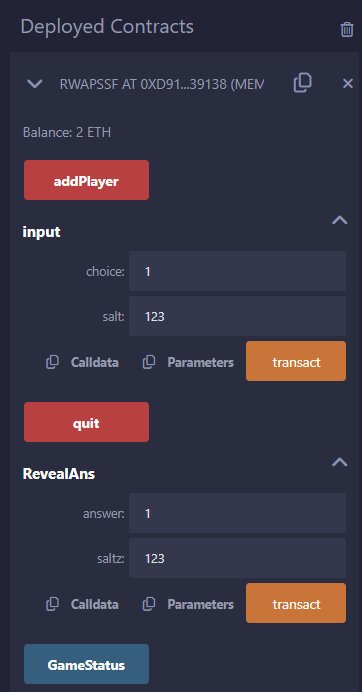 Deployed Contracts
RWAPSSF AT 0XD91...39138 (MEM
Balance: 2 ETH
addPlayer
input
choice: 1
salt: 123
Calldata Parameters transact
quit
RevealAns
answer: 1
saltz: 123
Calldata Parameters transact
GameStatus